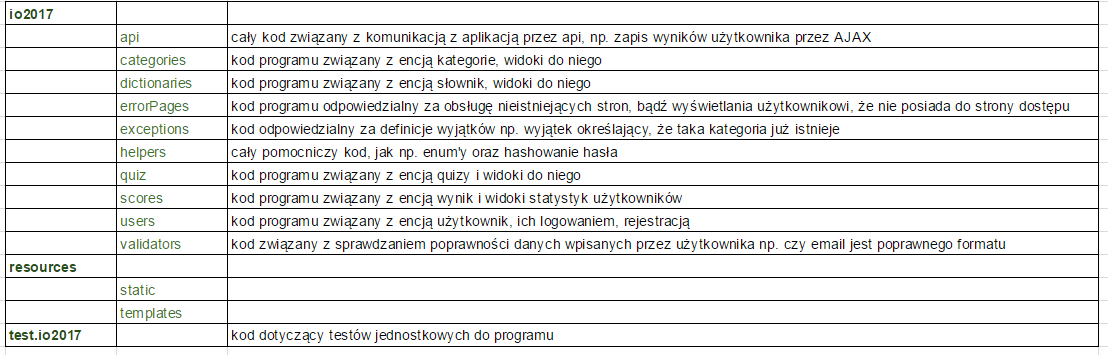 io2017
api cały kod związany z komunikacją z aplikacją przez api, np. zapis wyników użytkownika przez AJAX
categories kod programu związany z encją kategorie, widoki do niego
dictionaries kod programu związany z encją słownik, widoki do niego
errorPages kod programu odpowiedzialny za obsługę nieistniejących stron, bądź wyświetlania użytkownikowi, że nie posiada do strony dostępu
exceptions kod odpowiedzialny za definicje wyjątków np. wyjątek określający, że taka kategoria już istnieje
helpers cały pomocniczy kod, jak np. enum'y oraz hashowanie hasła
quiz kod programu związany z encją quizy i widoki do niego
scores kod programu związany z encją wynik i widoki statystyk użytkowników
users kod programu związany z encją użytkownik, ich logowaniem, rejestracją
validators kod związany z sprawdzaniem poprawności danych wpisanych przez użytkownika np. czy email jest poprawnego formatu
resources
static
templates
test.io2017 kod dotyczący testów jednostkowych do programu